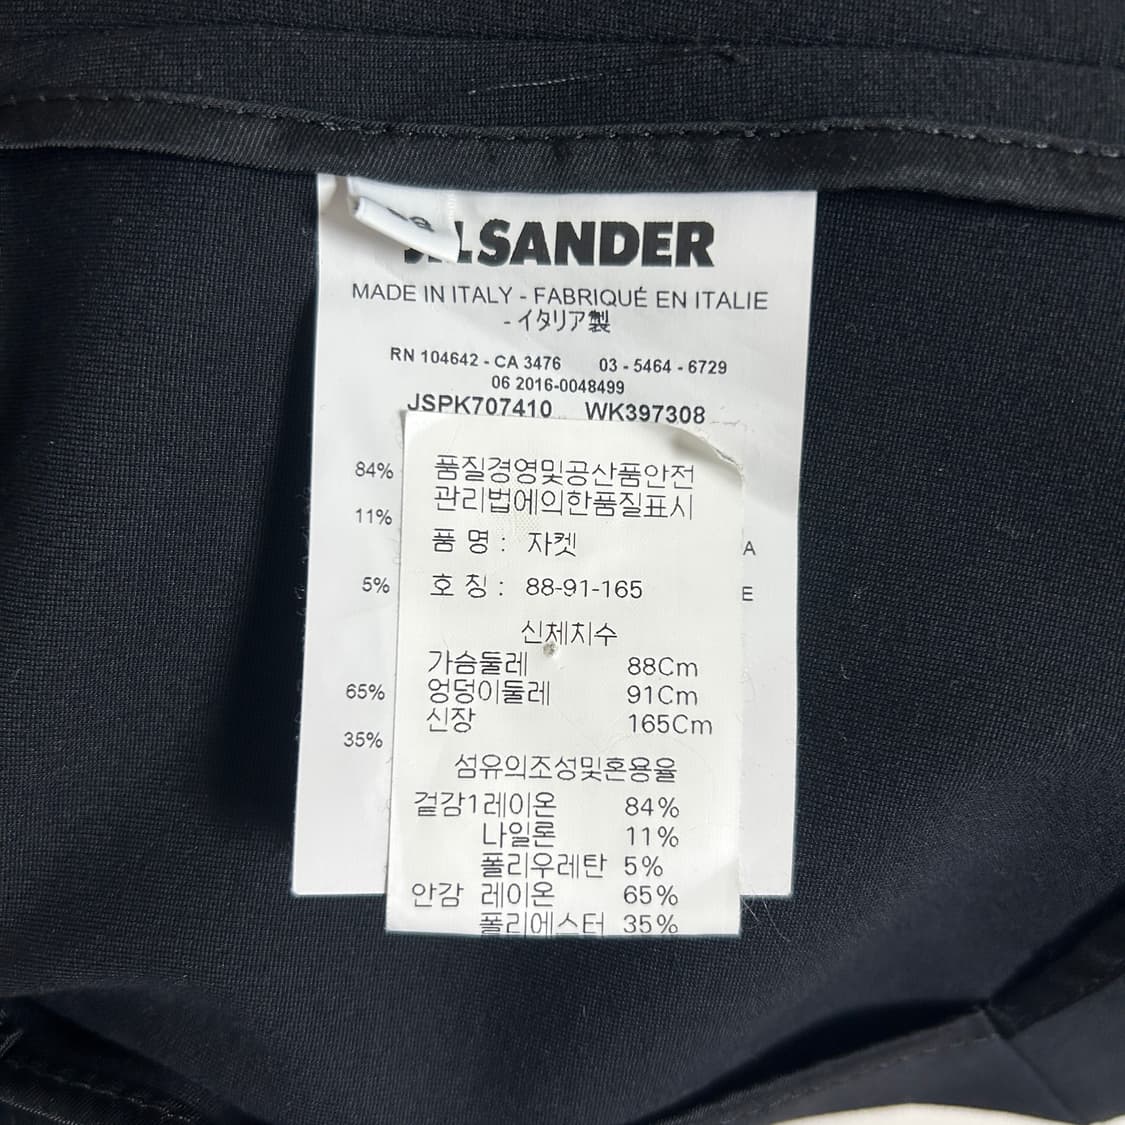 JIL SANDER
MADE IN ITALY - FABRIQUÉ EN ITALIE
- イタリア製
RN 104642 - CA 3476 03 - 5464 - 6729
06 2016-0048499
JSPK707410 WK397308
84%
11%
A
5%
E
65%
35%
품질경영및공산품안전
관리법에의한품질표시
품 명 : 자켓
호 칭 : 88-91-165
신체치수
가슴둘레 88Cm
엉덩이둘레 91Cm
신장 165Cm
섬유의조성및혼용율
겉감1레이온 84%
나일론 11%
폴리우레탄 5%
안감 레이온 65%
폴리에스터 35%